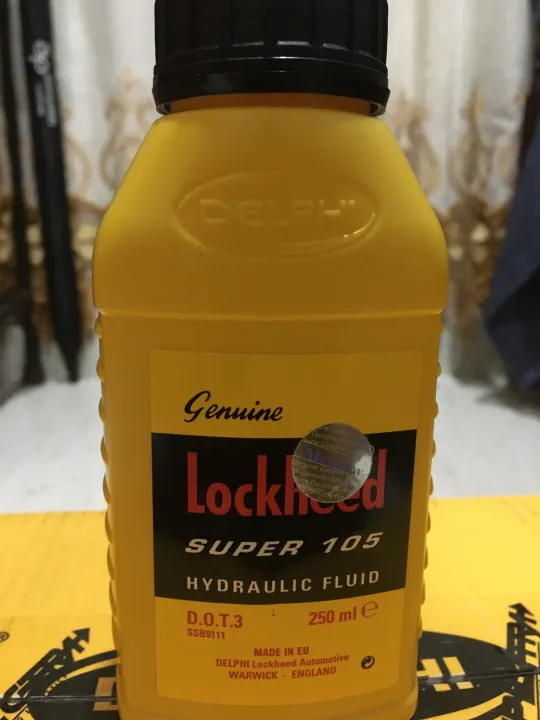 DELPHI
Genuine
Lockheed
SUPER 105
HYDRAULIC FLUID
D.O.T.3
250 ml e
SSB9111
MADE IN EU
DELPHI Lockheed Automotive
WARWICK - ENGLAND